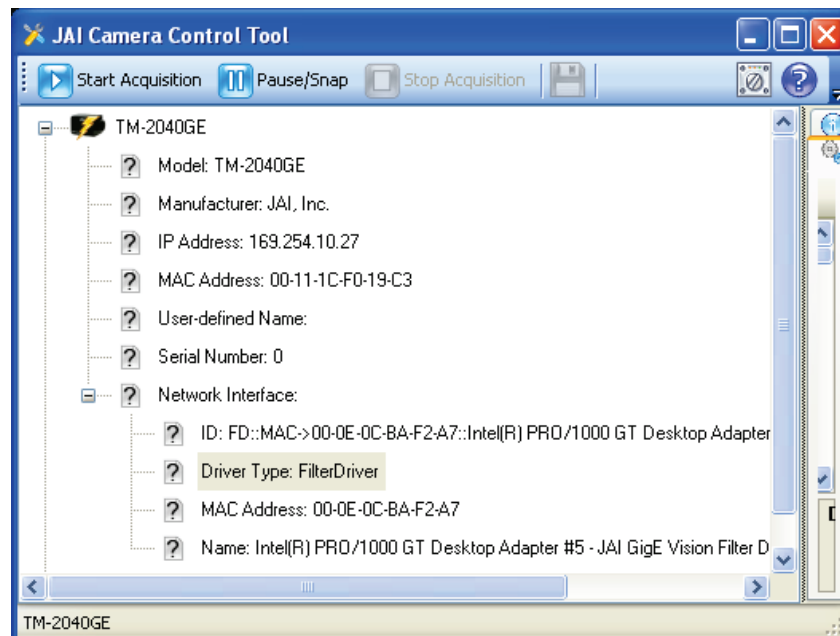 JAI Camera Control Tool
Start Acquisition Pause/Snap Stop Acquisition
TM-2040GE
Model: TM-2040GE
Manufacturer: JAI, Inc.
IP Address: 169.254.10.27
MAC Address: 00-11-1C-F0-19-C3
User-defined Name:
Serial Number: 0
Network Interface:
ID: FD::MAC->00-0E-0C-BA-F2-A7::Intel(R) PRO/1000 GT Desktop Adapter
Driver Type: FilterDriver
MAC Address: 00-0E-0C-BA-F2-A7
Name: Intel(R) PRO/1000 GT Desktop Adapter #5 - JAI GigE Vision Filter D
TM-2040GE